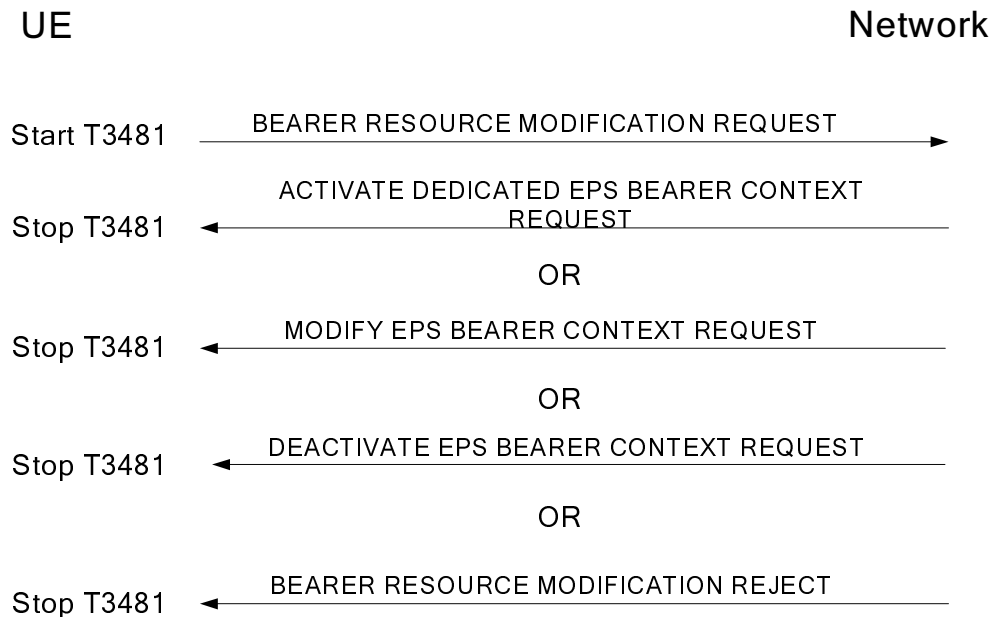 UE
Network
Start T3481
BEARER RESOURCE MODIFICATION REQUEST
ACTIVATE DEDICATED EPS BEARER CONTEXT
REQUEST
Stop T3481
OR
MODIFY EPS BEARER CONTEXT REQUEST
Stop T3481
OR
DEACTIVATE EPS BEARER CONTEXT REQUEST
Stop T3481
OR
BEARER RESOURCE MODIFICATION REJECT
Stop T3481